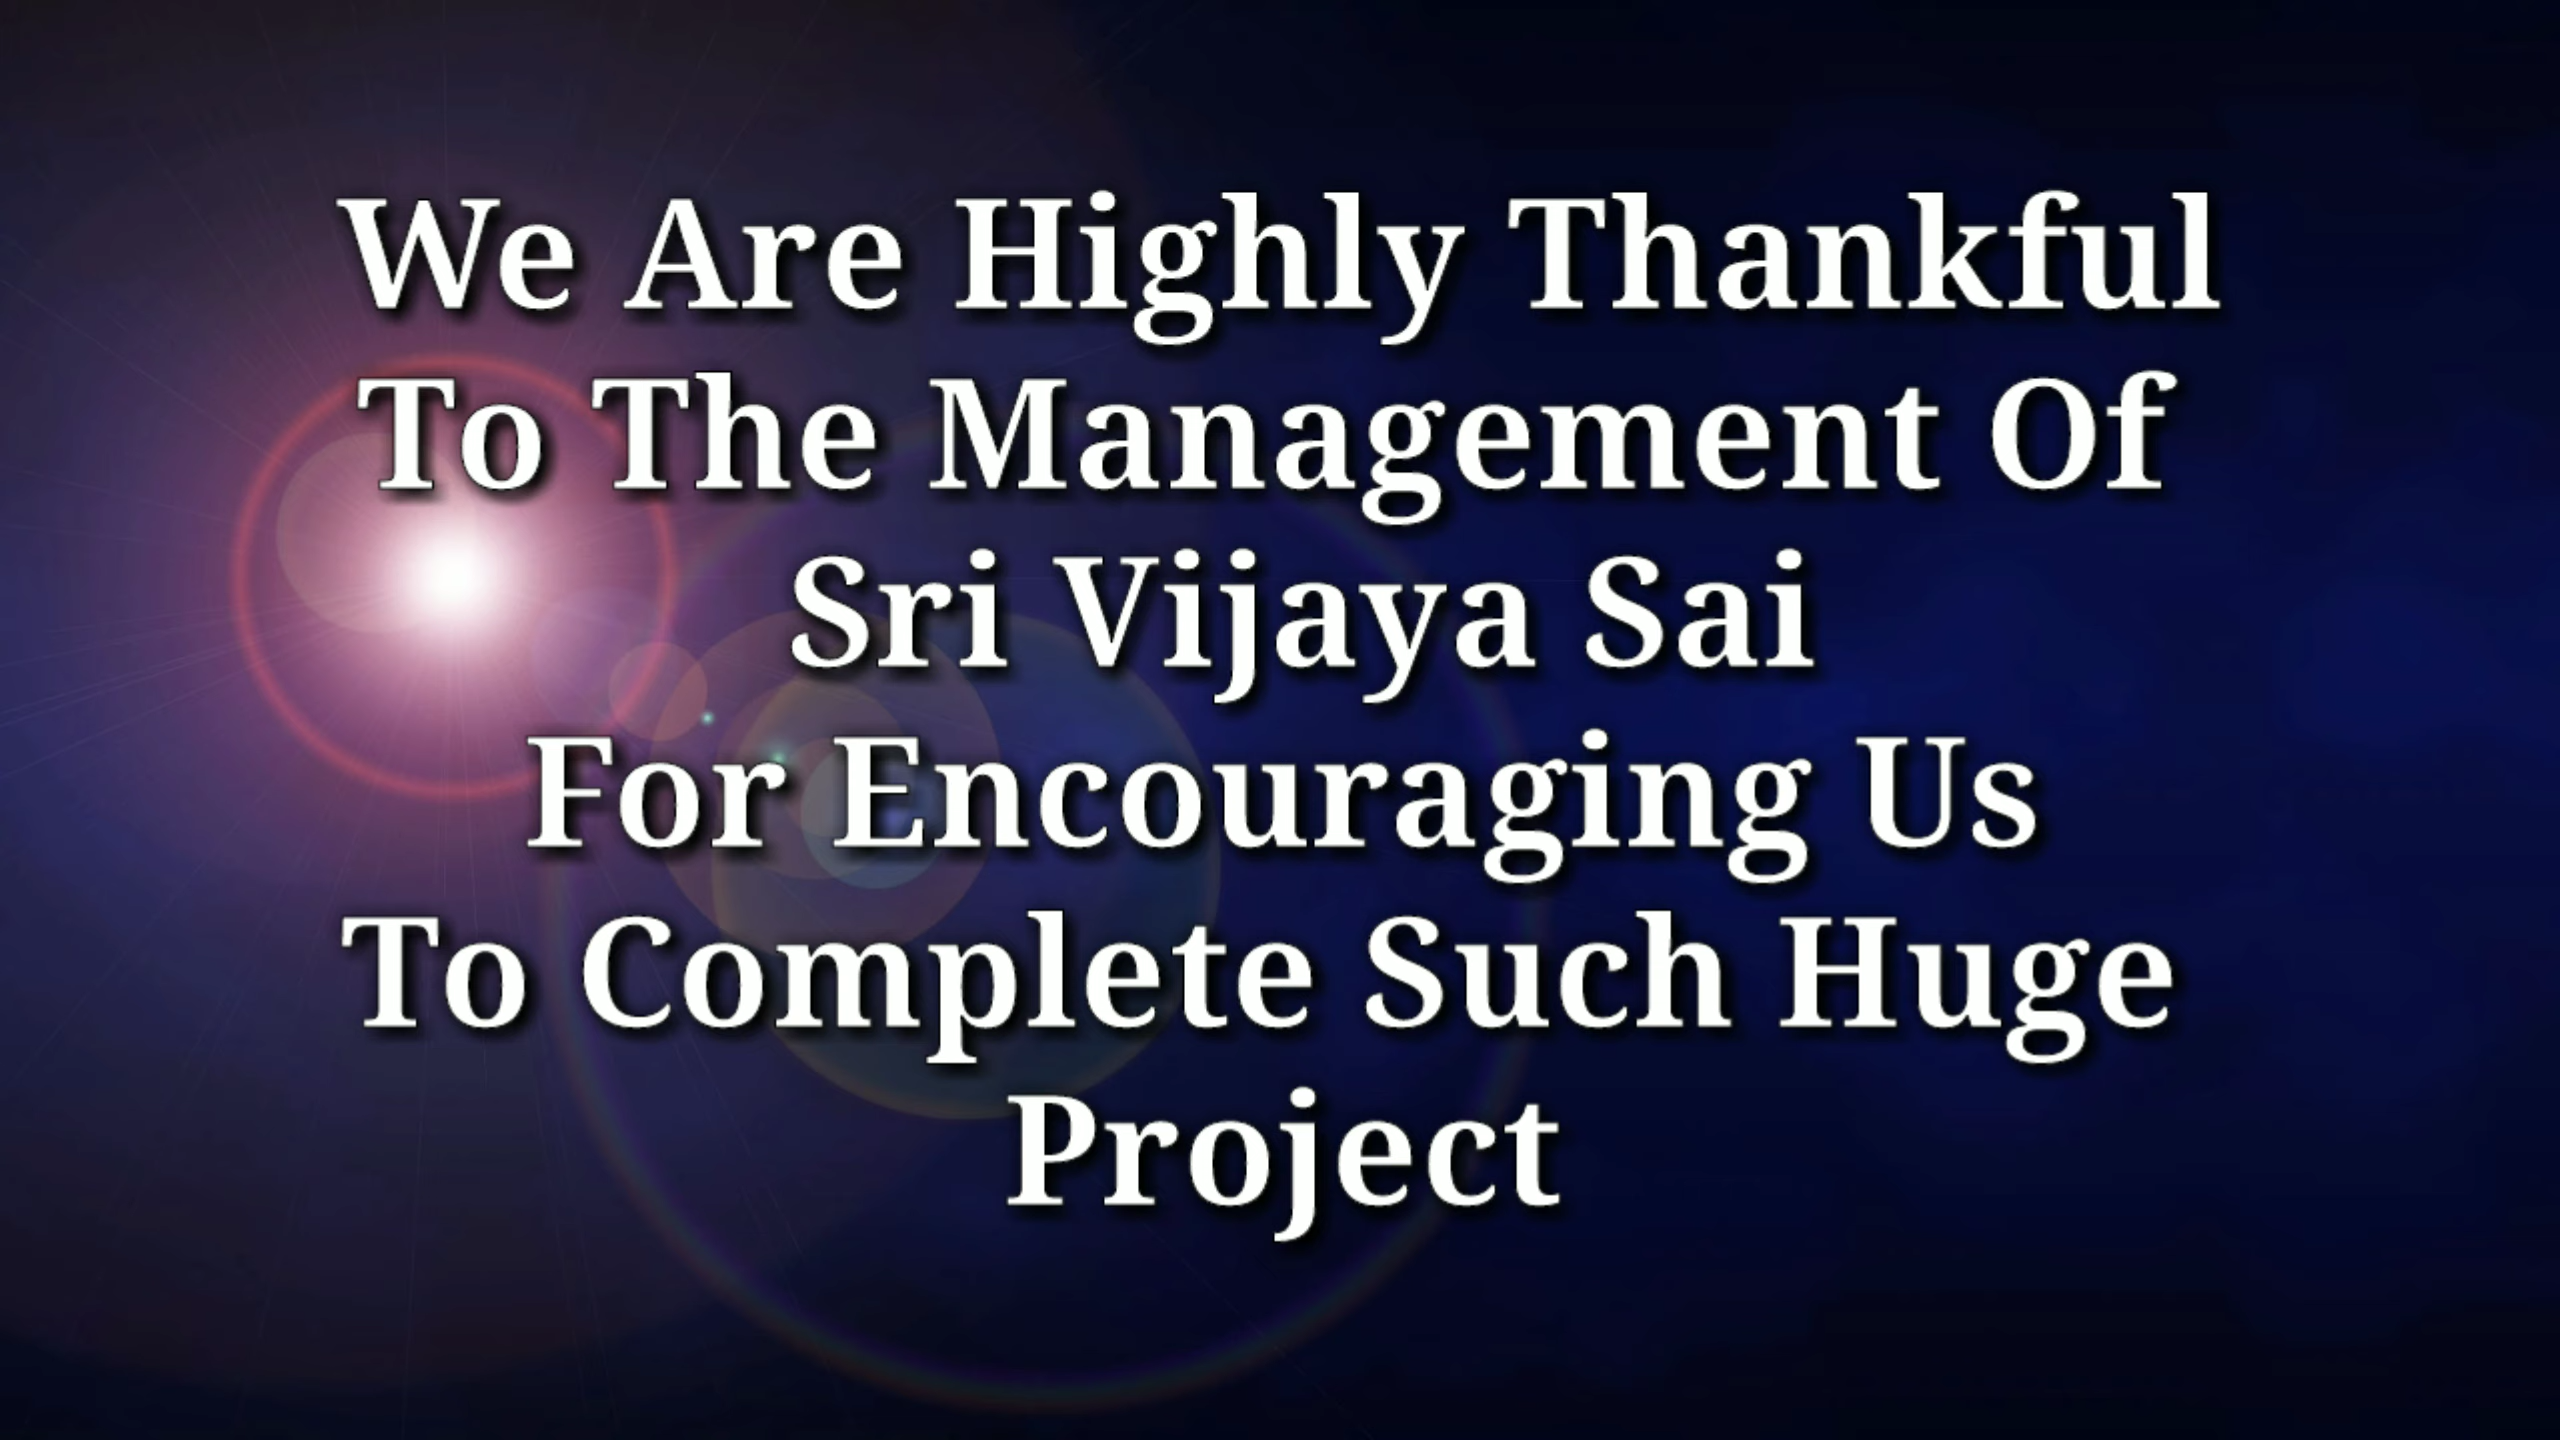 We Are Highly Thankful
To The Management Of
Sri Vijaya Sai
For Encouraging Us
To Complete Such Huge
Project